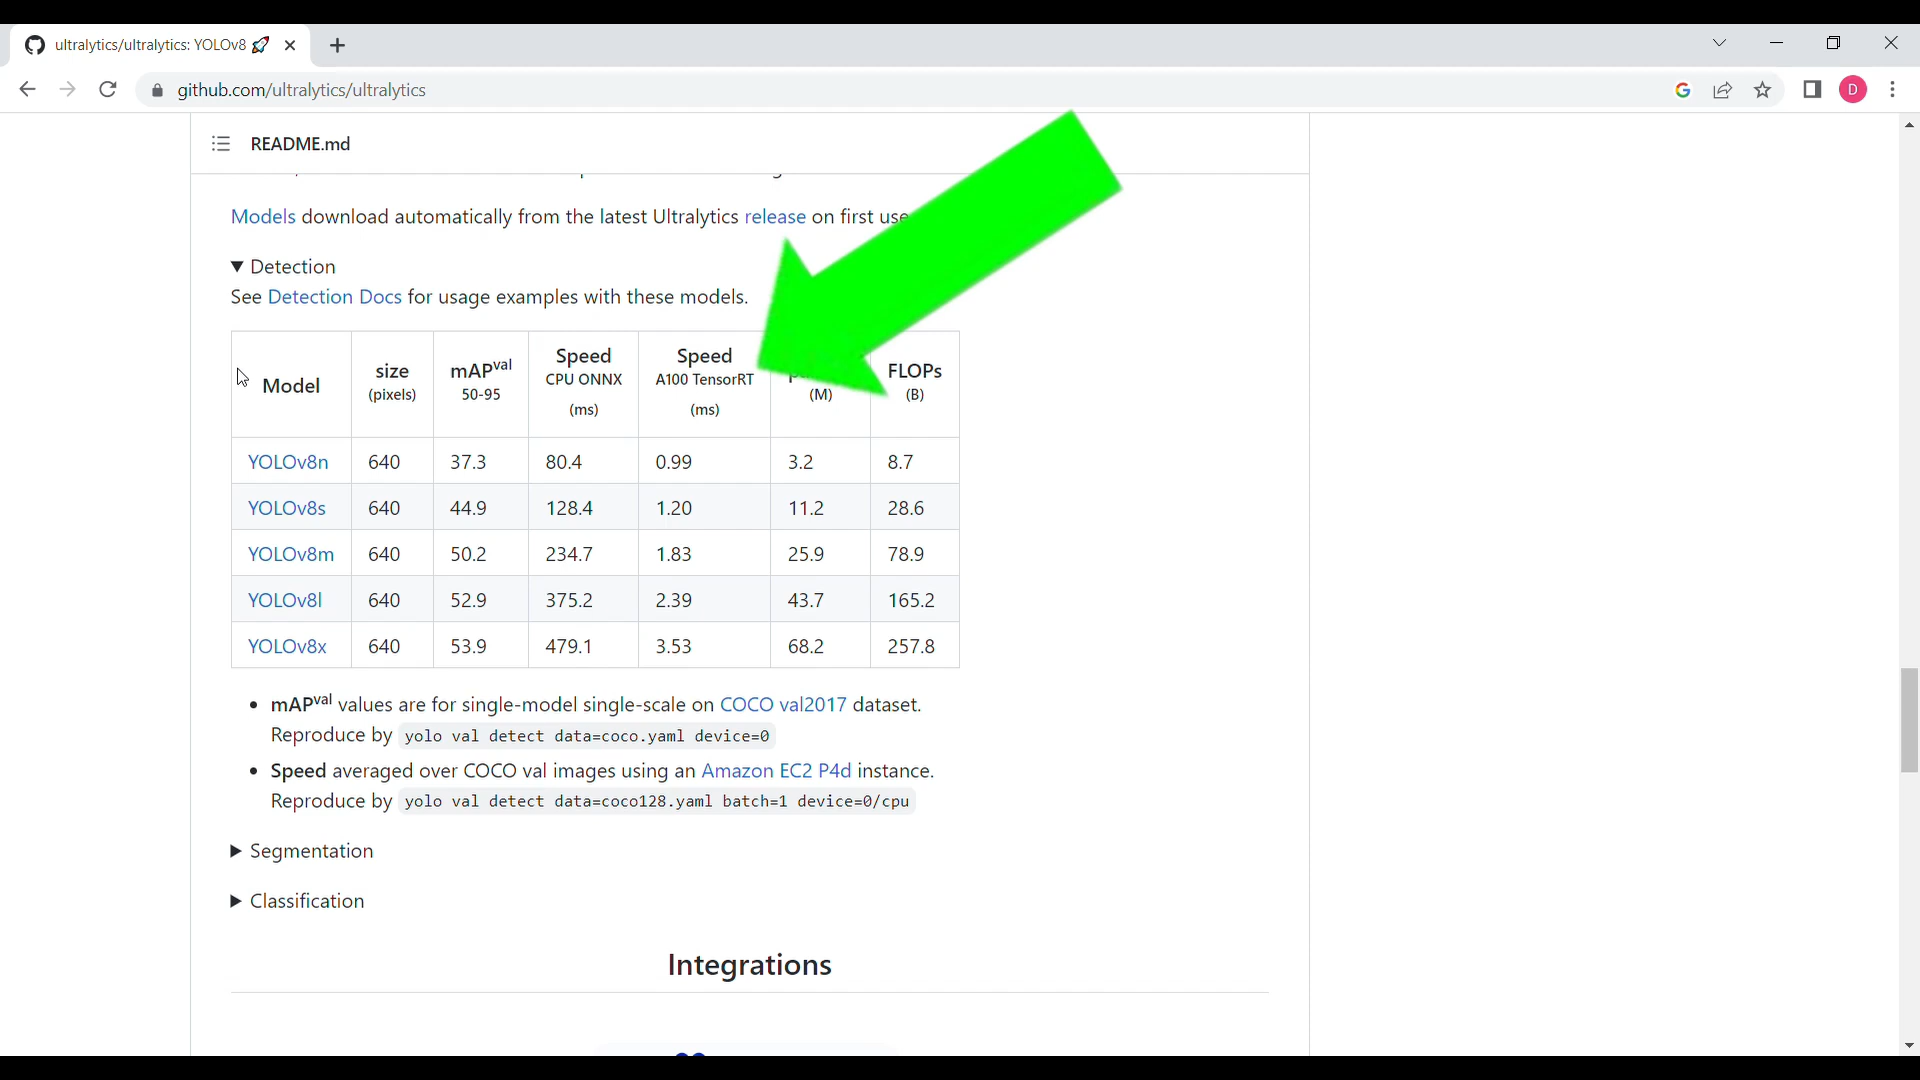 ultralytics/ultralytics: YOLOv8 🚀
github.com/ultralytics/ultralytics
D
README.md
Models download automatically from the latest Ultralytics release on first use
Detection
See Detection Docs for usage examples with these models.
Model size (pixels) mAPval 50-95 Speed CPU ONNX (ms) Speed A100 TensorRT (ms) (M) FLOPs (B)
YOLOv8n 640 37.3 80.4 0.99 3.2 8.7
YOLOv8s 640 44.9 128.4 1.20 11.2 28.6
YOLOv8m 640 50.2 234.7 1.83 25.9 78.9
YOLOv8l 640 52.9 375.2 2.39 43.7 165.2
YOLOv8x 640 53.9 479.1 3.53 68.2 257.8
• mAPval values are for single-model single-scale on COCO val2017 dataset.
Reproduce by yolo val detect data=coco.yaml device=0
• Speed averaged over COCO val images using an Amazon EC2 P4d instance.
Reproduce by yolo val detect data=coco128.yaml batch=1 device=0/cpu
Segmentation
Classification
Integrations